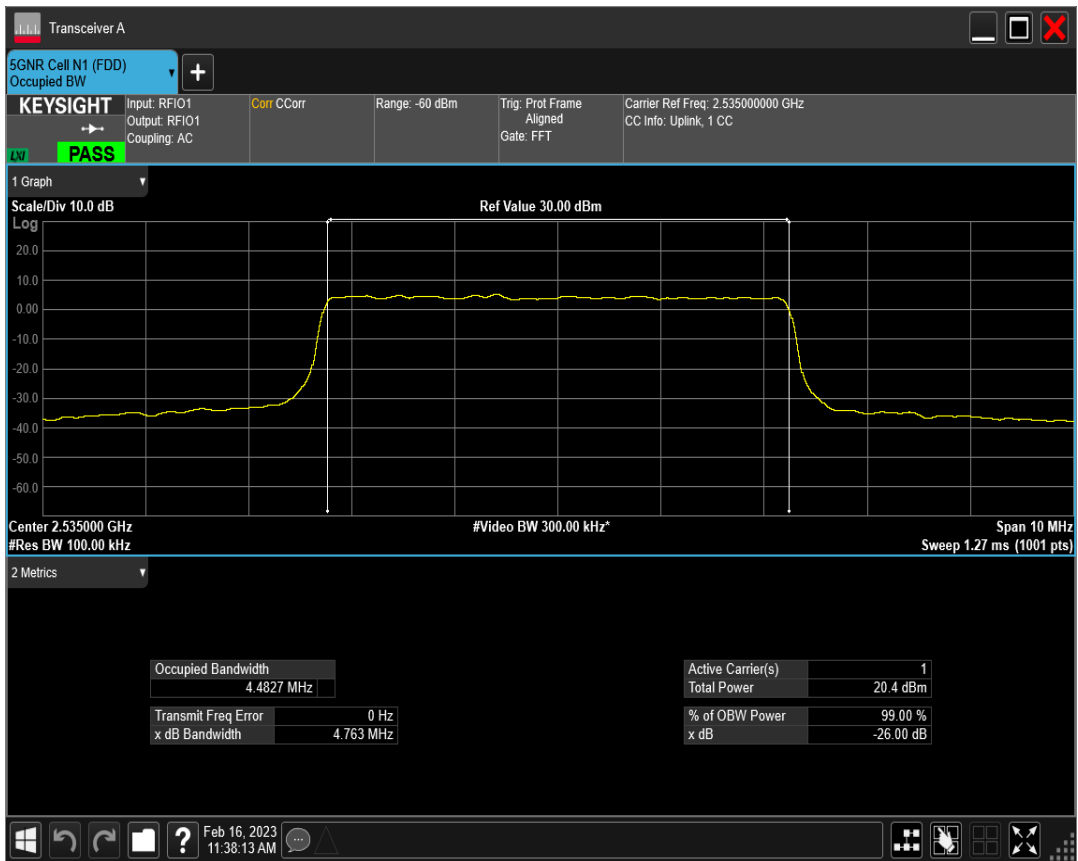 Transceiver A
5GNR Cell N1 (FDD)
Occupied BW
+
KEYSIGHT
LXI
PASS
Input: RFIO1
Output: RFIO1
Coupling: AC
Corr CCorr
Range: -60 dBm
Trig: Prot Frame
Aligned
Gate: FFT
Carrier Ref Freq: 2.535000000 GHz
CC Info: Uplink, 1 CC
1 Graph
Scale/Div 10.0 dB
Ref Value 30.00 dBm
Log
20.0
10.0
0.00
-10.0
-20.0
-30.0
-40.0
-50.0
-60.0
Center 2.535000 GHz
#Video BW 300.00 kHz*
Span 10 MHz
#Res BW 100.00 kHz
Sweep 1.27 ms (1001 pts)
2 Metrics
Occupied Bandwidth
4.4827 MHz
Transmit Freq Error 0 Hz
x dB Bandwidth 4.763 MHz
Active Carrier(s) 1
Total Power 20.4 dBm
% of OBW Power 99.00 %
x dB -26.00 dB
?
Feb 16, 2023
11:38:13 AM